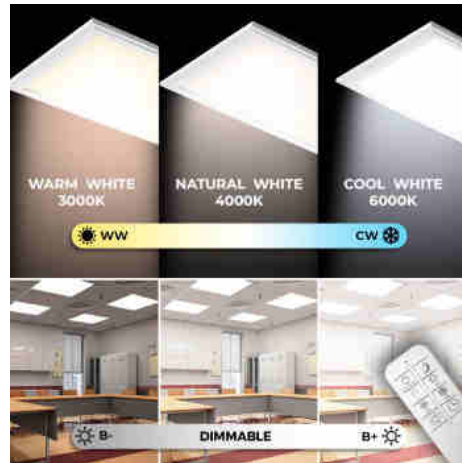 WARM WHITE
3000K
NATURAL WHITE
4000K
COOL WHITE
6000K
WW
CW
B-
DIMMABLE
B+